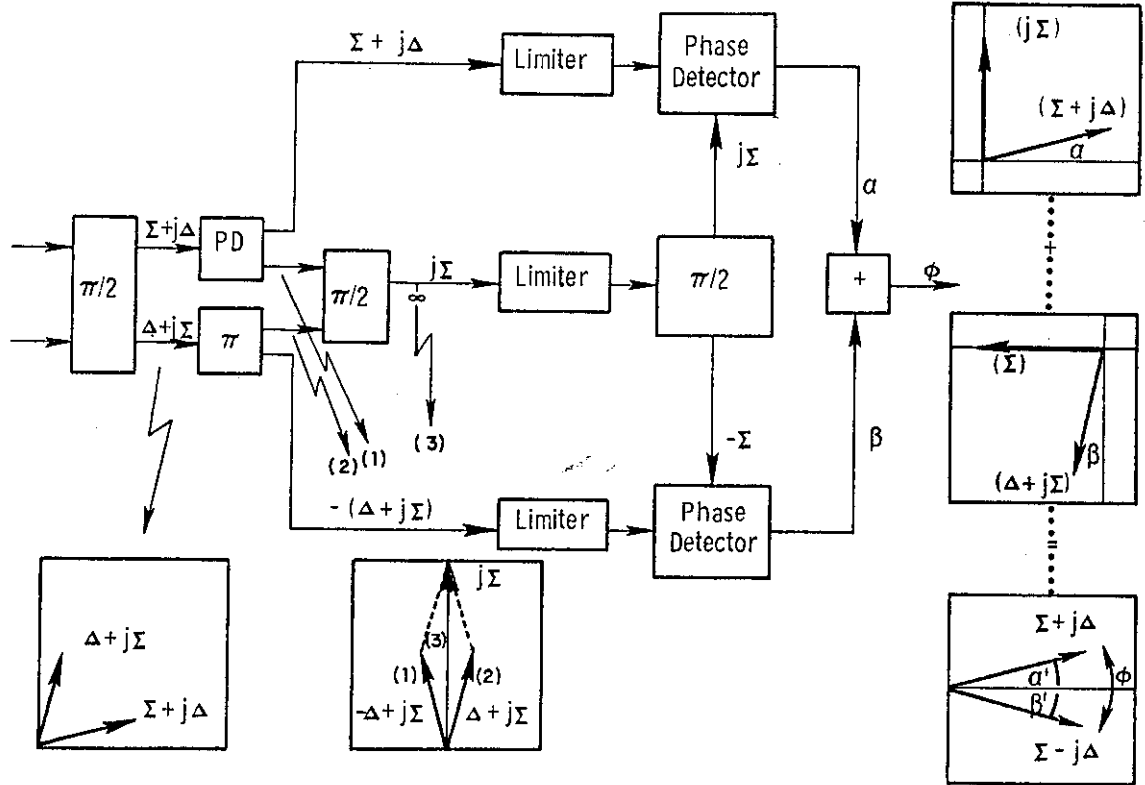 Σ + jΔ
Limiter
Phase
Detector
jΣ
α
(jΣ)
(Σ + jΔ)
α
π/2
Σ+jΔ
PD
Δ+jΣ
π
π/2
jΣ
∞
Limiter
π/2
+
ϕ
+
(1)
(2)
(3)
-Σ
β
(Σ)
β
(Δ+jΣ)
- (Δ + jΣ)
Limiter
Phase
Detector
=
Δ+jΣ
Σ+jΔ
jΣ
(3)
(1)
(2)
-Δ+jΣ
Δ+jΣ
Σ+jΔ
α'
ϕ
β'
Σ-jΔ